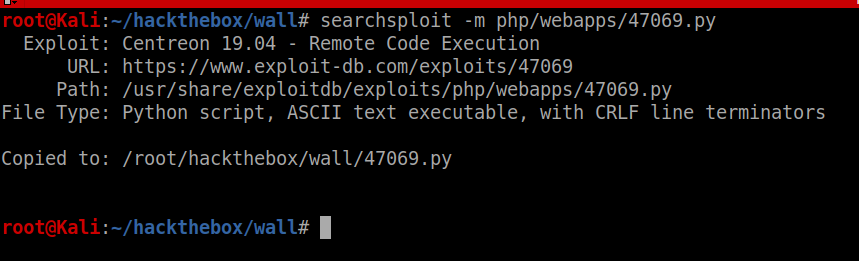 root@Kali:~/hackthebox/wall# searchsploit -m php/webapps/47069.py
Exploit: Centreon 19.04 - Remote Code Execution
URL: https://www.exploit-db.com/exploits/47069
Path: /usr/share/exploitdb/exploits/php/webapps/47069.py
File Type: Python script, ASCII text executable, with CRLF line terminators
Copied to: /root/hackthebox/wall/47069.py
root@Kali:~/hackthebox/wall#